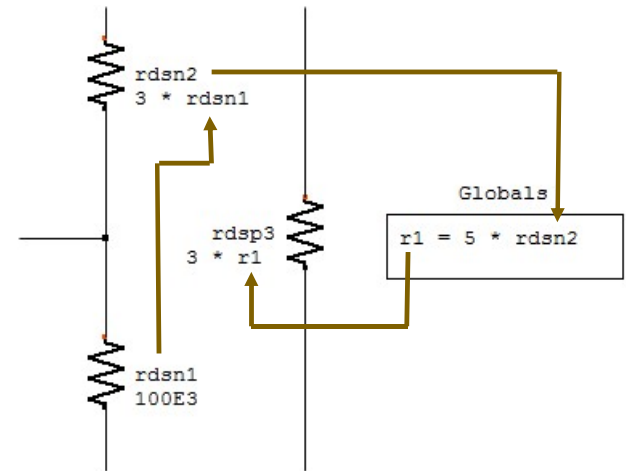 rdsn2
3 * rdsn1
Globals
r1 = 5 * rdsn2
rdsp3
3 * r1
rdsn1
100E3